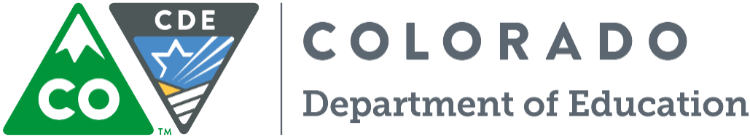 CO
TM
CDE
COLORADO
Department of Education